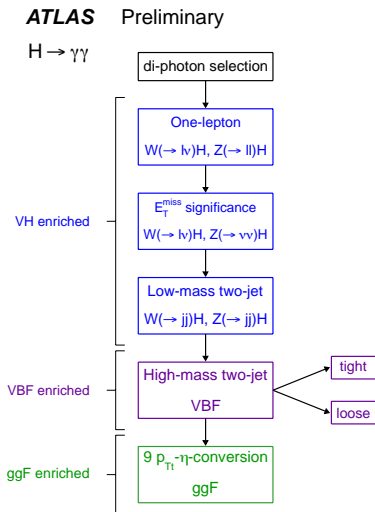 ATLAS Preliminary
H → γγ
di-photon selection
One-lepton
W(→ lν)H, Z(→ ll)H
E_T^miss significance
W(→ lν)H, Z(→ νν)H
VH enriched
Low-mass two-jet
W(→ jj)H, Z(→ jj)H
High-mass two-jet
VBF
VBF enriched
tight
loose
9 p_Tt-η-conversion
ggF
ggF enriched